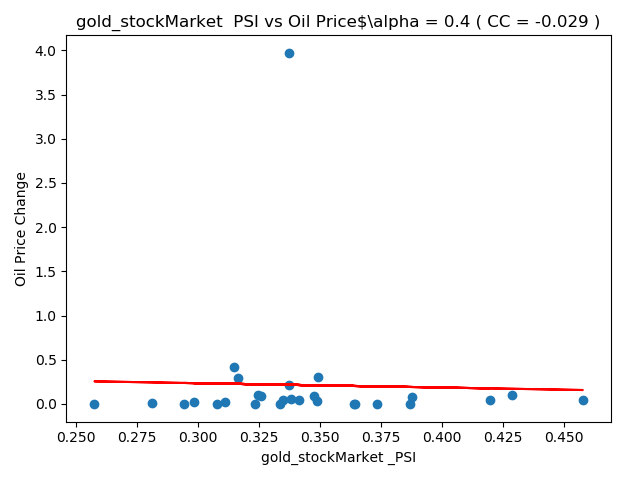 gold_stockMarket  PSI vs Oil Price$\alpha = 0.4 ( CC = -0.029 )
4.0
3.5
3.0
2.5
2.0
1.5
1.0
0.5
0.0
Oil Price Change
0.250 0.275 0.300 0.325 0.350 0.375 0.400 0.425 0.450
gold_stockMarket _PSI